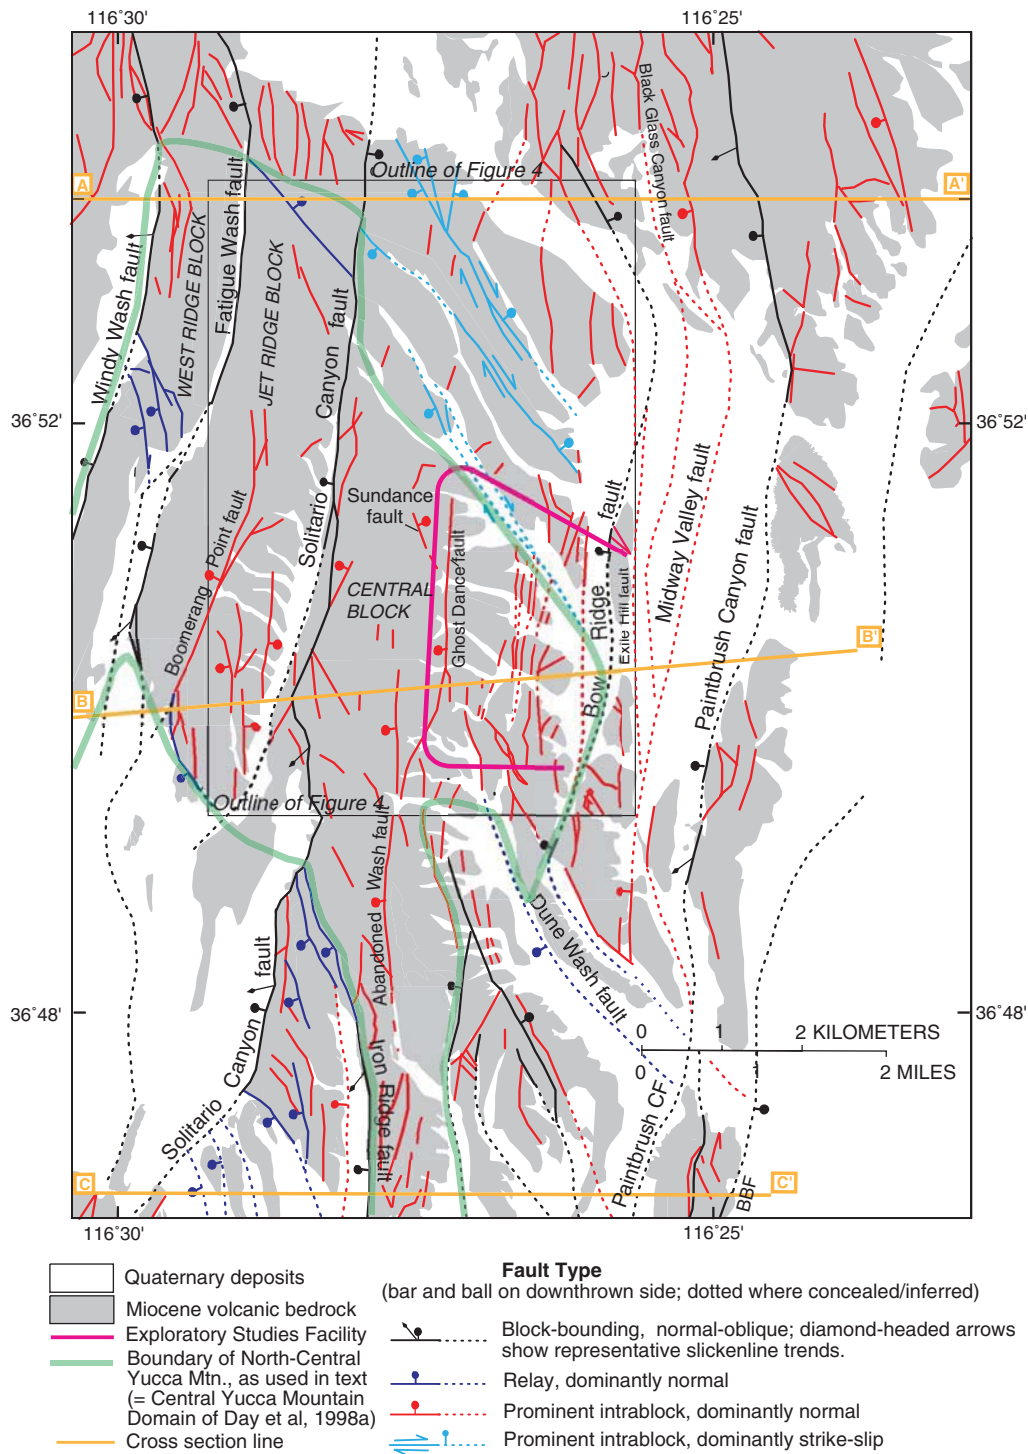 116°30'
116°25'
Black Glass Canyon fault
Outline of Figure 4
A
A'
Windy Wash fault
WEST RIDGE BLOCK
Fatigue Wash fault
JET RIDGE BLOCK
Canyon fault
Solitario
36°52'
36°52'
Sundance
fault
Boomerang Point fault
CENTRAL
BLOCK
Ghost Dance fault
Bow Ridge fault
Exile Hill fault
Midway Valley fault
Paintbrush Canyon fault
B
B'
Outline of Figure 4
Abandoned Wash fault
Dune Wash fault
Solitario Canyon fault
Iron Ridge fault
36°48'
36°48'
0 1 2 KILOMETERS
0 1 2 MILES
Paintbrush CF
BBF
C
C'
116°30'
116°25'
Quaternary deposits
Miocene volcanic bedrock
Exploratory Studies Facility
Boundary of North-Central
Yucca Mtn., as used in text
(= Central Yucca Mountain
Domain of Day et al, 1998a)
Cross section line
Fault Type
(bar and ball on downthrown side; dotted where concealed/inferred)
Block-bounding, normal-oblique; diamond-headed arrows
show representative slickenline trends.
Relay, dominantly normal
Prominent intrablock, dominantly normal
Prominent intrablock, dominantly strike-slip